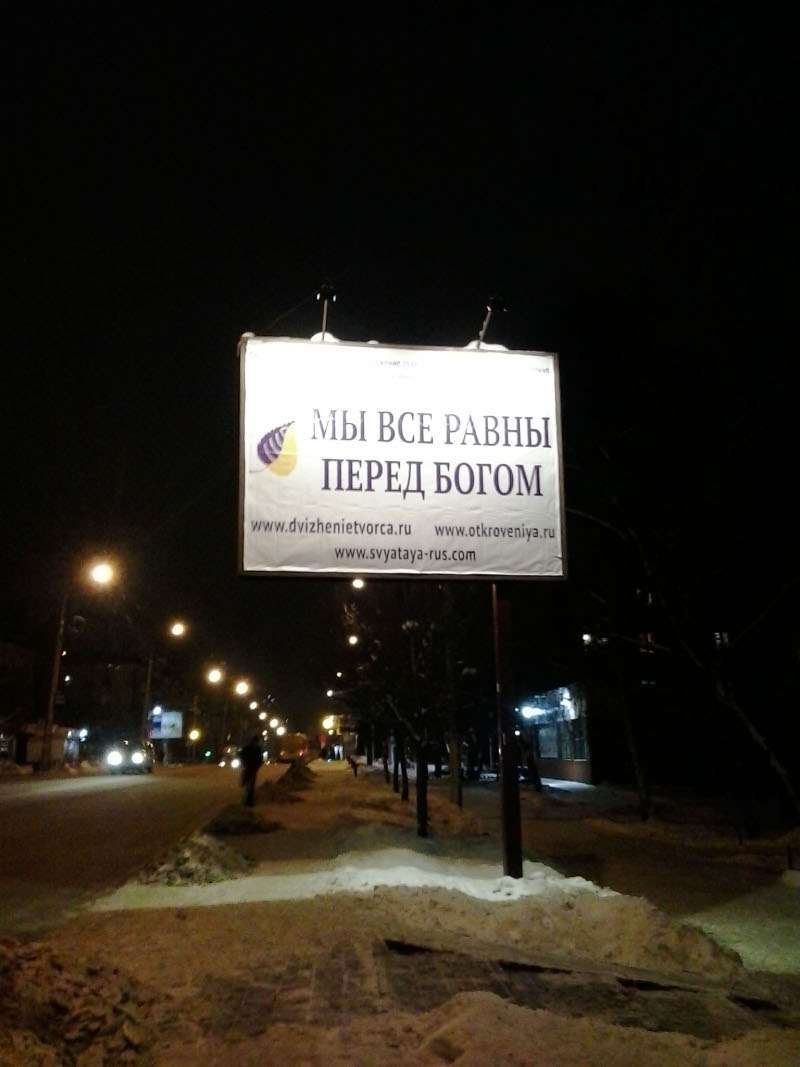 МЫ ВСЕ РАВНЫ
ПЕРЕД БОГОМ
www.dvizhenietvorca.ru www.otkroveniya.ru
www.svyataya-rus.com